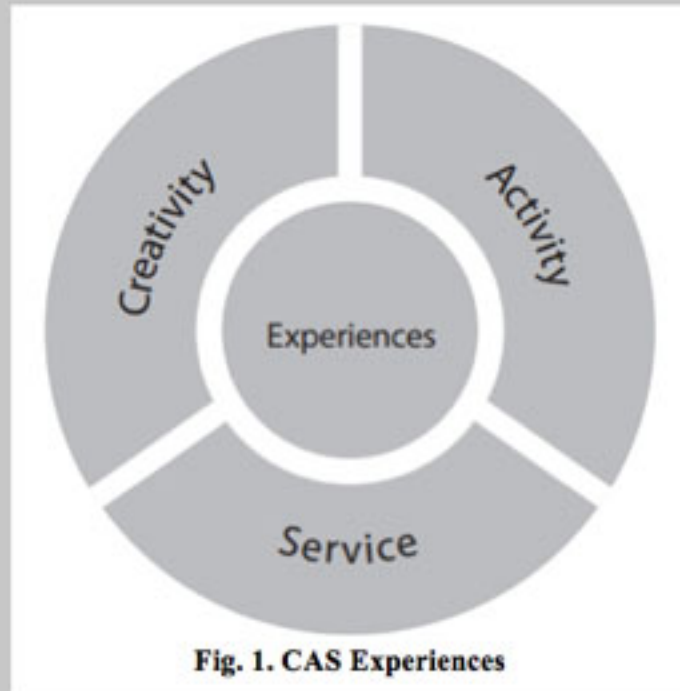 Creativity
Activity
Experiences
Service
Fig. 1. CAS Experiences